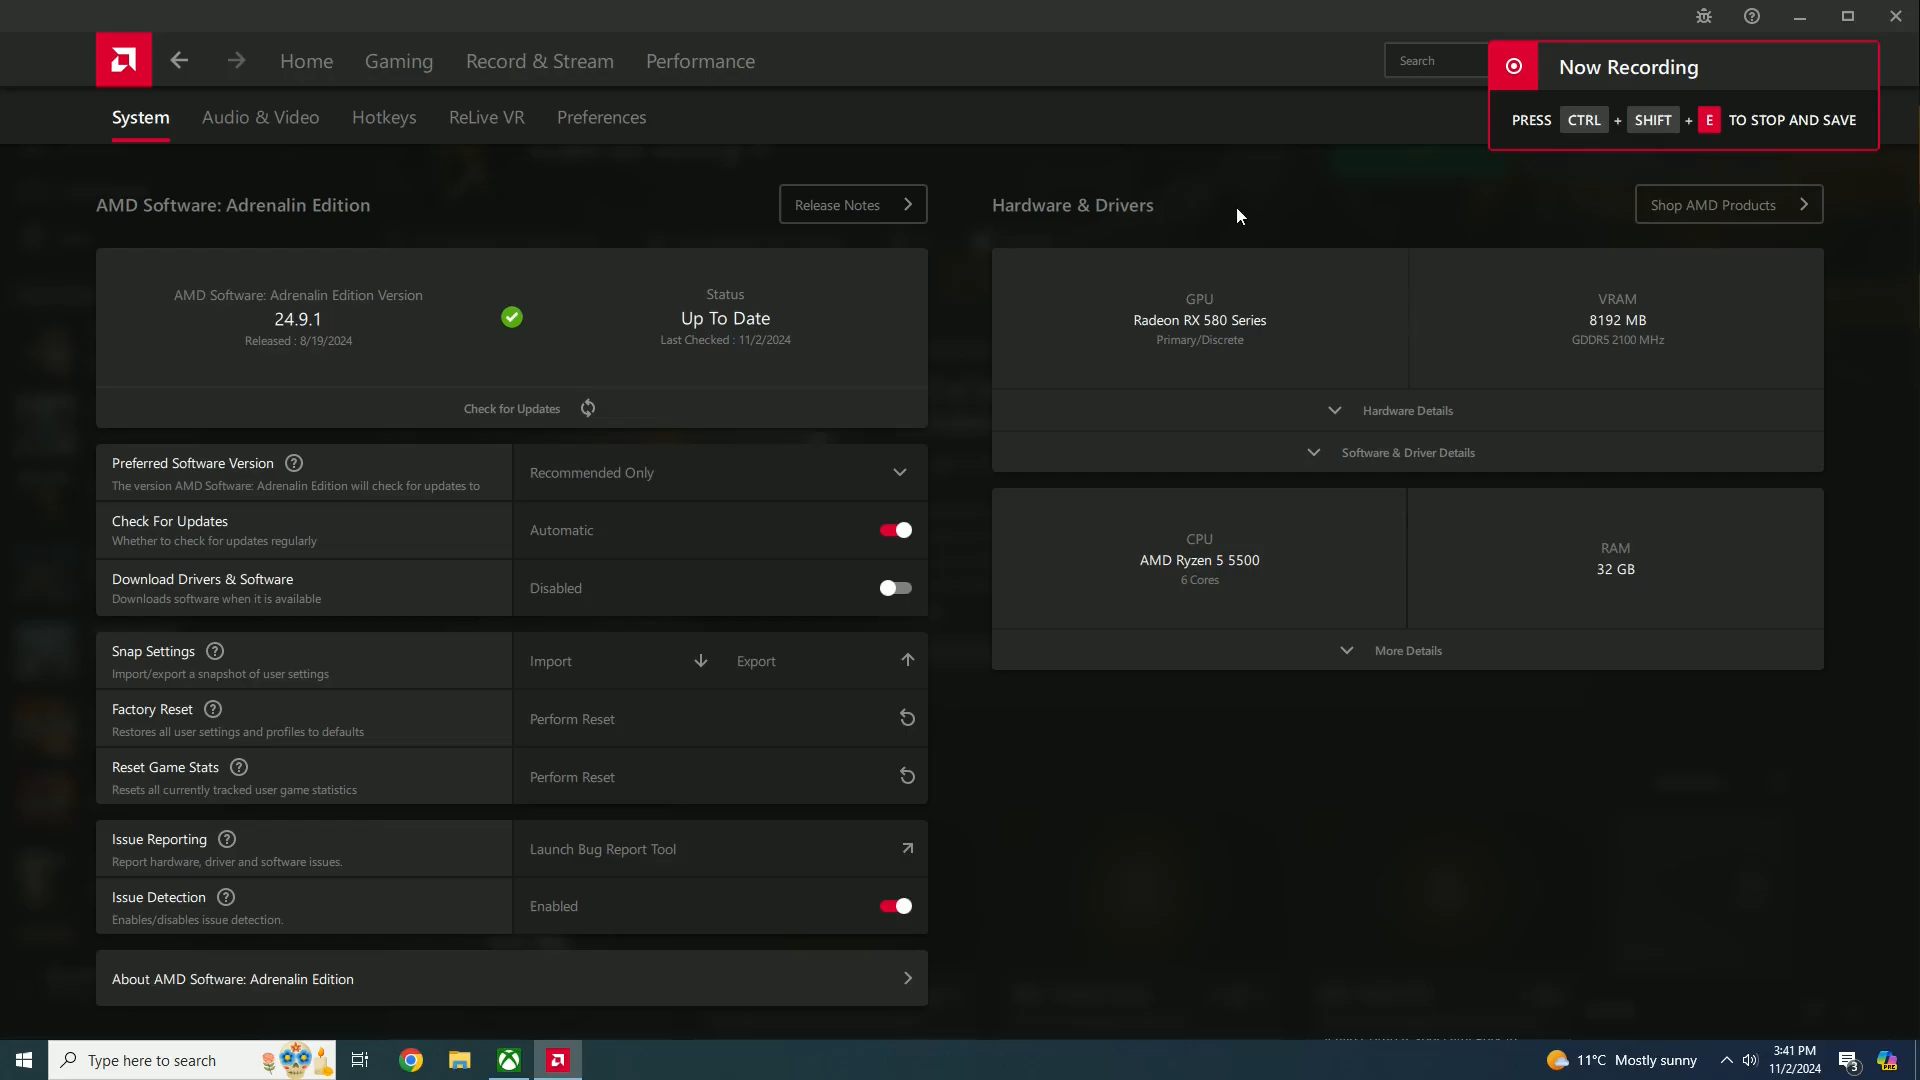 Home
Gaming
Record & Stream
Performance
Search
Now Recording
PRESS CTRL + SHIFT + E TO STOP AND SAVE
System
Audio & Video
Hotkeys
ReLive VR
Preferences
AMD Software: Adrenalin Edition
Release Notes
AMD Software: Adrenalin Edition Version
24.9.1
Released : 8/19/2024
Status
Up To Date
Last Checked : 11/2/2024
Check for Updates
Preferred Software Version
The version AMD Software: Adrenalin Edition will check for updates to
Recommended Only
Check For Updates
Whether to check for updates regularly
Automatic
Download Drivers & Software
Downloads software when it is available
Disabled
Snap Settings
Import/export a snapshot of user settings
Import
Export
Factory Reset
Restores all user settings and profiles to defaults
Perform Reset
Reset Game Stats
Resets all currently tracked user game statistics
Perform Reset
Issue Reporting
Report hardware, driver and software issues.
Launch Bug Report Tool
Issue Detection
Enables/disables issue detection.
Enabled
About AMD Software: Adrenalin Edition
Hardware & Drivers
Shop AMD Products
GPU
Radeon RX 580 Series
Primary/Discrete
VRAM
8192 MB
GDDR5 2100 MHz
Hardware Details
Software & Driver Details
CPU
AMD Ryzen 5 5500
6 Cores
RAM
32 GB
More Details
Type here to search
11°C Mostly sunny
3:41 PM
11/2/2024
3
PRE